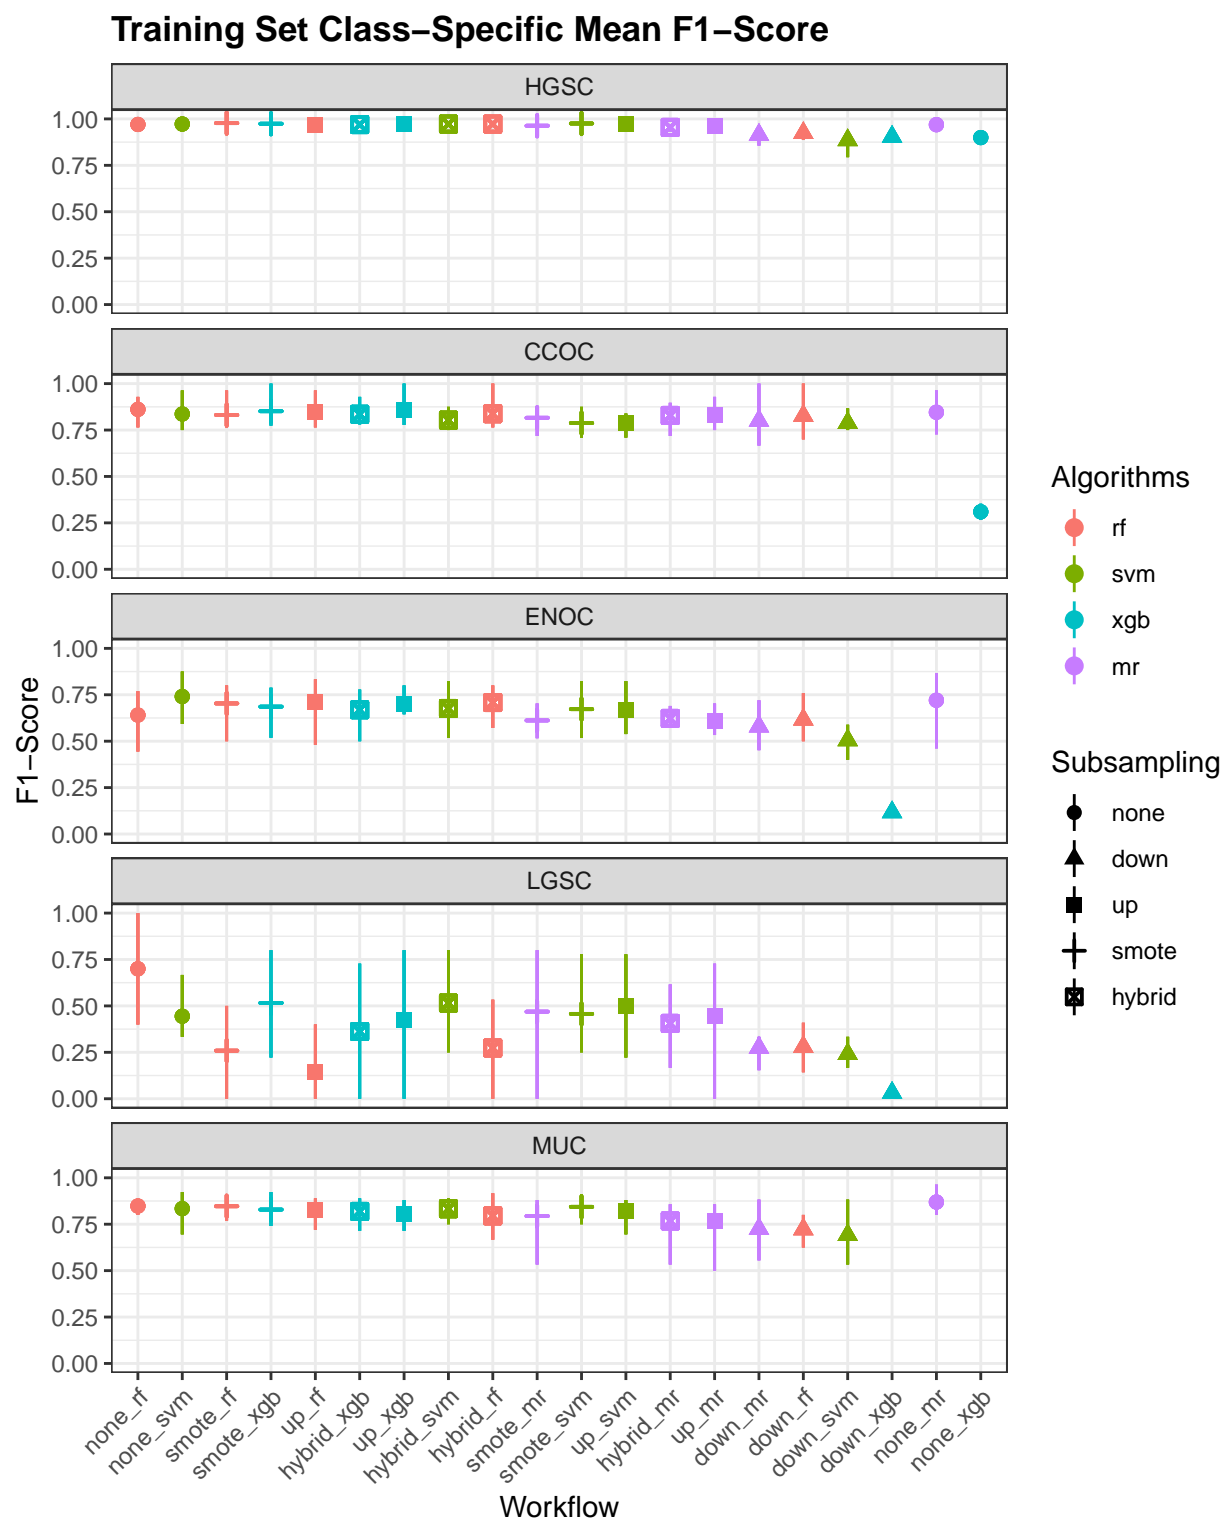 Training Set Class–Specific Mean F1–Score
HGSC
1.00
0.75
0.50
0.25
0.00
CCOC
1.00
0.75
0.50
0.25
0.00
ENOC
1.00
0.75
0.50
0.25
0.00
LGSC
1.00
0.75
0.50
0.25
0.00
MUC
1.00
0.75
0.50
0.25
0.00
F1–Score
none_rf
none_svm
smote_rf
smote_xgb
up_rf
hybrid_xgb
up_xgb
hybrid_svm
hybrid_rf
smote_mr
smote_svm
up_svm
hybrid_mr
up_mr
down_mr
down_rf
down_svm
down_xgb
none_mr
none_xgb
Workflow
Algorithms
rf
svm
xgb
mr
Subsampling
none
down
up
smote
hybrid